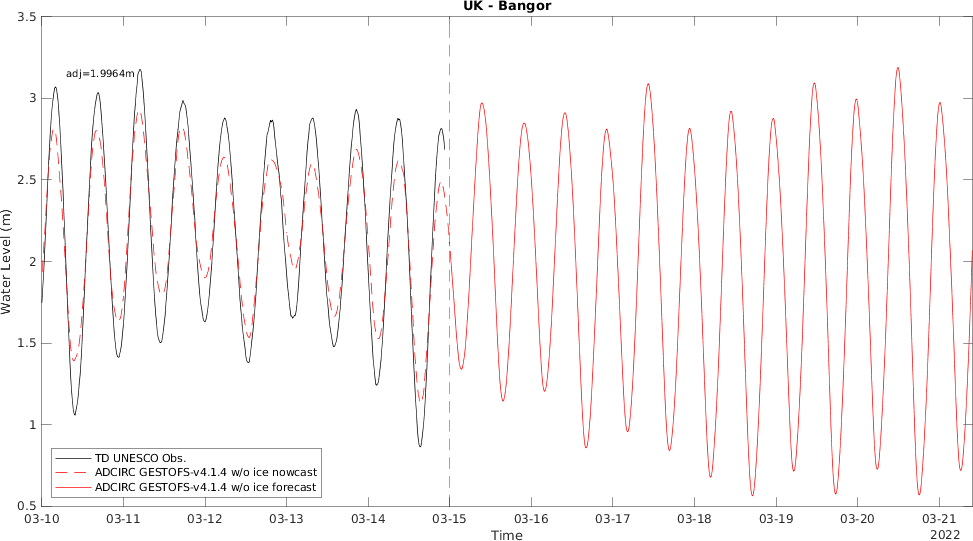 UK - Bangor
adj=1.9964m
3.5
3
2.5
2
1.5
1
0.5
Water Level (m)
TD UNESCO Obs.
ADCIRC GESTOFS-v4.1.4 w/o ice nowcast
ADCIRC GESTOFS-v4.1.4 w/o ice forecast
03-10 03-11 03-12 03-13 03-14 03-15 03-16 03-17 03-18 03-19 03-20 03-21
Time
2022